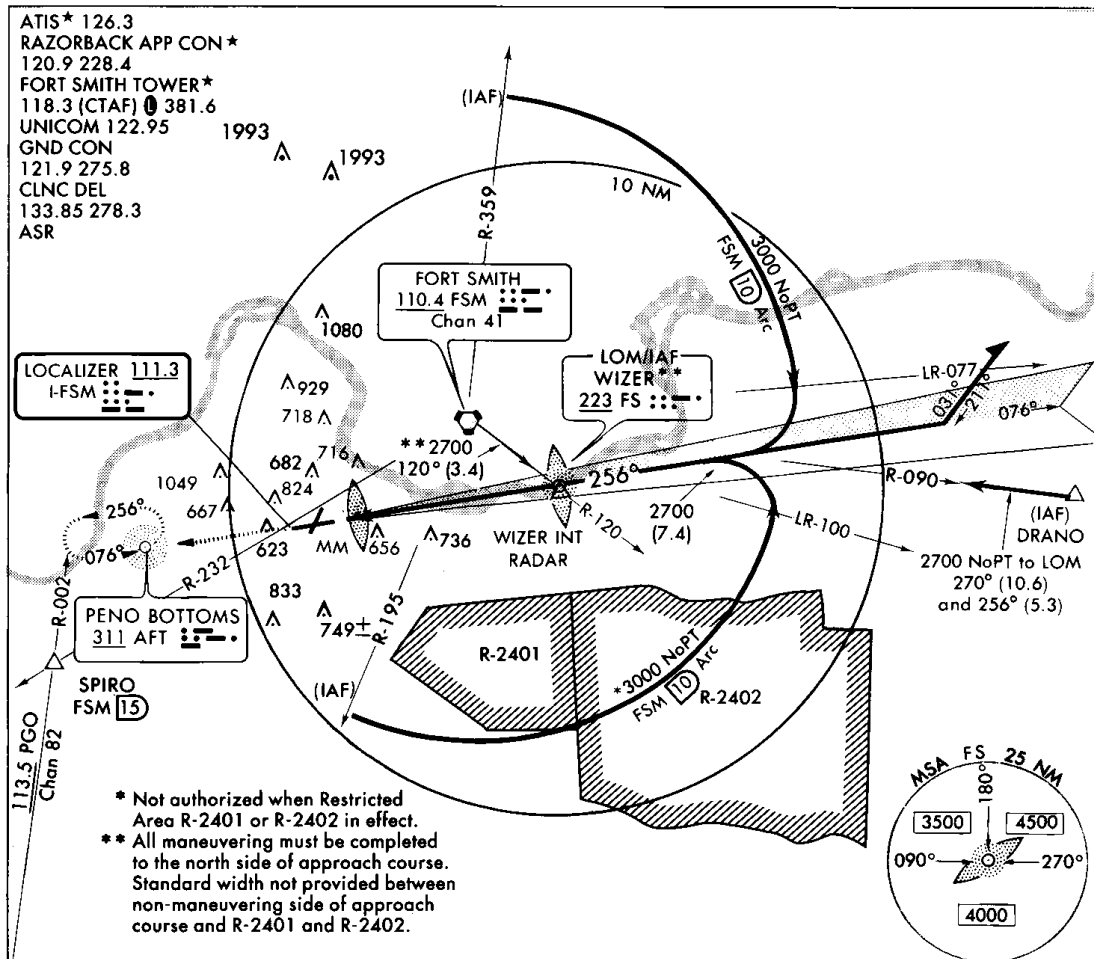 ATIS★ 126.3
RAZORBACK APP CON★
120.9 228.4
FORT SMITH TOWER★
118.3 (CTAF) L 381.6
UNICOM 122.95
GND CON
121.9 275.8
CLNC DEL
133.85 278.3
ASR
1993
1993
(IAF)
R-359
10 NM
3000 NoPT
FSM 10 Arc
FORT SMITH
110.4 FSM
Chan 41
1080
LOCALIZER 111.3
I-FSM
929
718
716
682
1049
824
667
623
LOM/IAF
WIZER**
223 FS
**2700
120° (3.4)
LR-077
031°
211°
076°
256°
R-090
(IAF)
DRANO
2700 NoPT to LOM
270° (10.6)
and 256° (5.3)
2700
(7.4)
LR-100
R-120
WIZER INT
RADAR
MM
656
736
256°
076°
R-232
R-002
PENO BOTTOMS
311 AFT
833
749±
R-195
R-2401
R-2402
*3000 NoPT
FSM 10 Arc
(IAF)
SPIRO
FSM 15
113.5 PGO
Chan 82
* Not authorized when Restricted
Area R-2401 or R-2402 in effect.
** All maneuvering must be completed
to the north side of approach course.
Standard width not provided between
non-maneuvering side of approach
course and R-2401 and R-2402.
MSA FS 25 NM
180°
3500
4500
090°
270°
4000